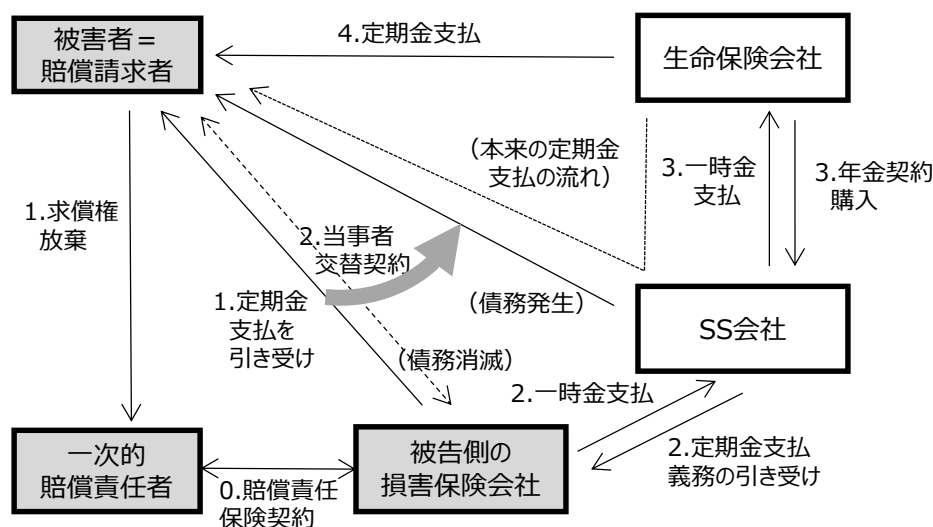 被害者＝
賠償請求者
4.定期金支払
生命保険会社
（本来の定期金
支払の流れ）
3.一時金
支払
3.年金契約
購入
1.求償権
放棄
2.当事者
交替契約
1.定期金
支払を
引き受け
（債務発生）
SS会社
（債務消滅）
2.一時金支払
一次的
賠償責任者
0.賠償責任
保険契約
被告側の
損害保険会社
2.定期金支払
義務の引き受け